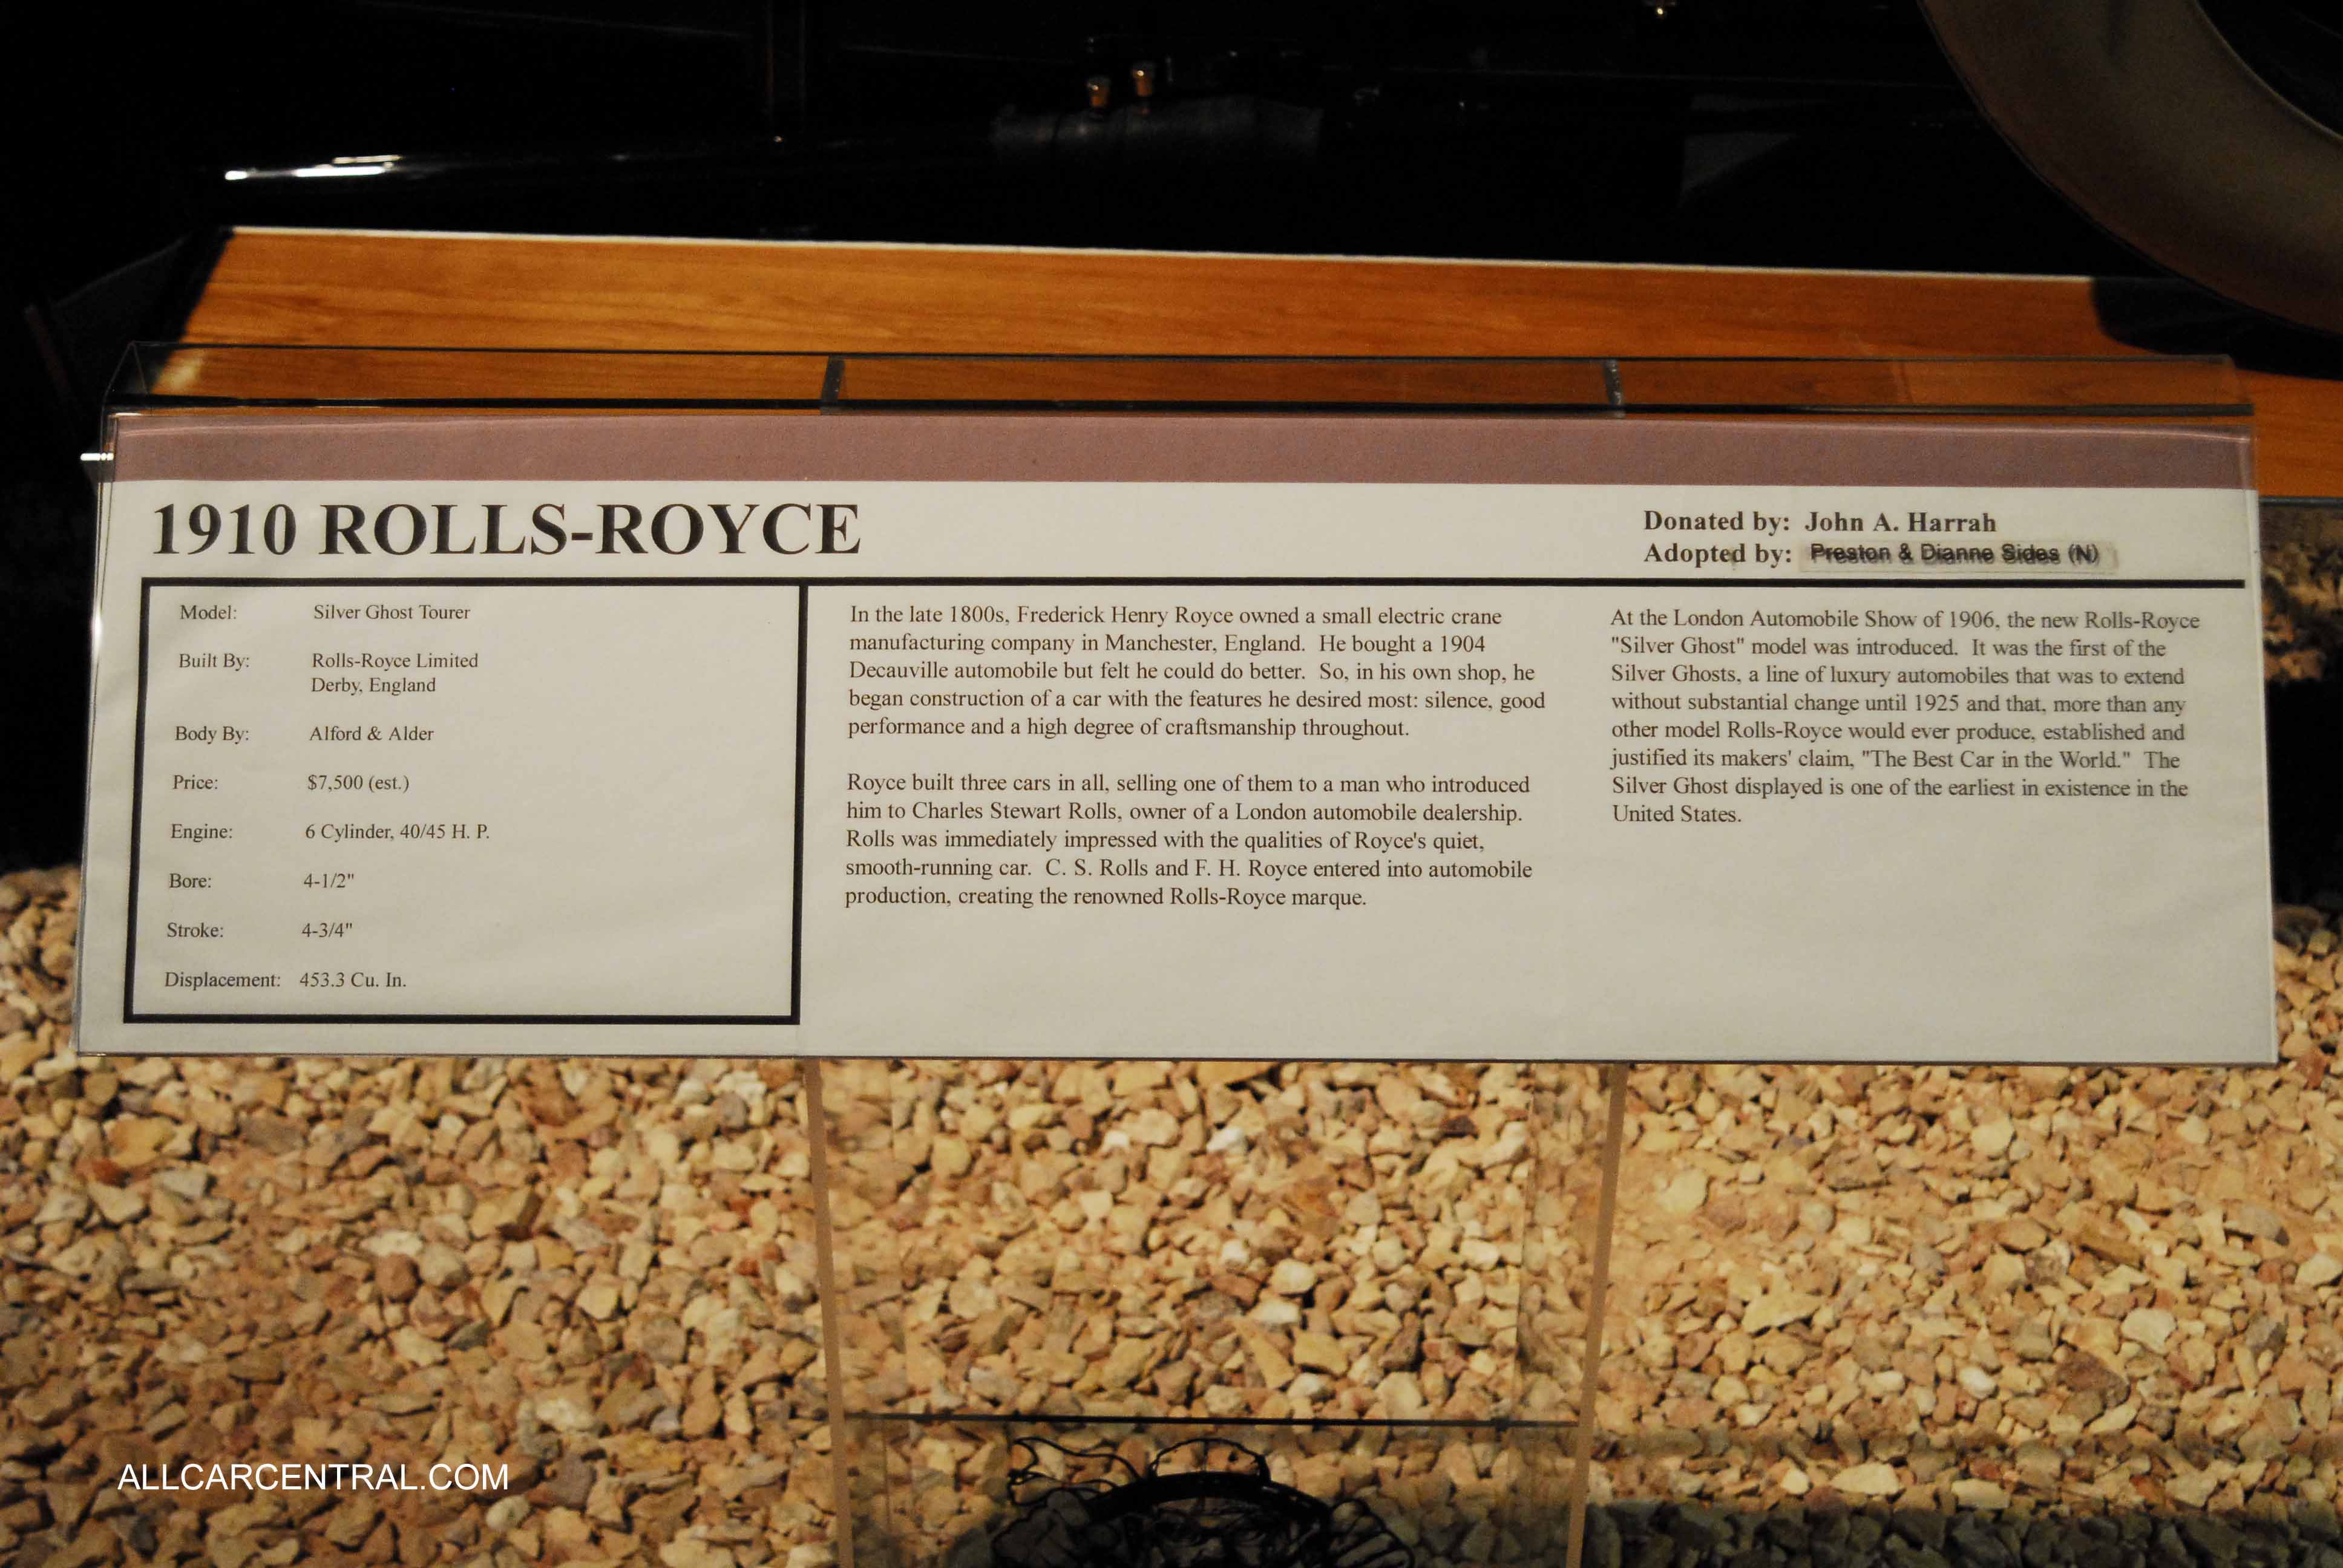 1910 ROLLS-ROYCE
Donated by: John A. Harrah
Adopted by: Preston & Dianne Sides (N)
Model: Silver Ghost Tourer
Built By: Rolls-Royce Limited
Derby, England
Body By: Alford & Alder
Price: $7,500 (est.)
Engine: 6 Cylinder, 40/45 H. P.
Bore: 4-1/2"
Stroke: 4-3/4"
Displacement: 453.3 Cu. In.
In the late 1800s, Frederick Henry Royce owned a small electric crane
manufacturing company in Manchester, England. He bought a 1904
Decauville automobile but felt he could do better. So, in his own shop, he
began construction of a car with the features he desired most: silence, good
performance and a high degree of craftsmanship throughout.
Royce built three cars in all, selling one of them to a man who introduced
him to Charles Stewart Rolls, owner of a London automobile dealership.
Rolls was immediately impressed with the qualities of Royce's quiet,
smooth-running car. C. S. Rolls and F. H. Royce entered into automobile
production, creating the renowned Rolls-Royce marque.
At the London Automobile Show of 1906, the new Rolls-Royce
"Silver Ghost" model was introduced. It was the first of the
Silver Ghosts, a line of luxury automobiles that was to extend
without substantial change until 1925 and that, more than any
other model Rolls-Royce would ever produce, established and
justified its makers' claim, "The Best Car in the World." The
Silver Ghost displayed is one of the earliest in existence in the
United States.
ALLCARCENTRAL.COM